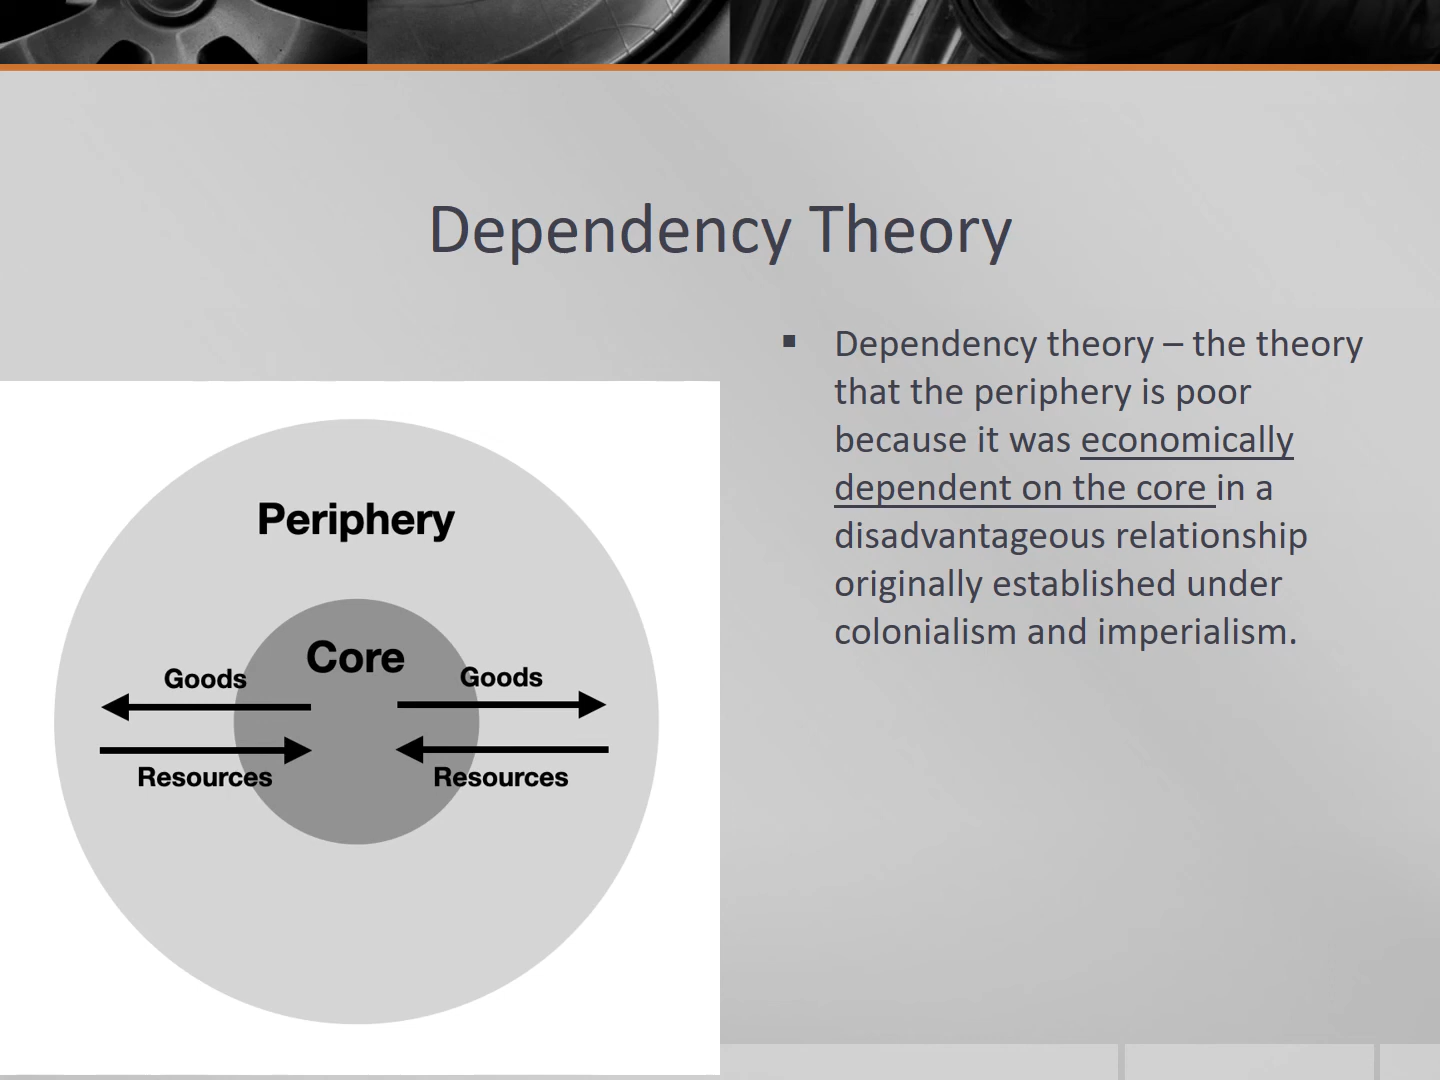 Dependency Theory
Periphery
Core
Goods
Goods
Resources
Resources
▪ Dependency theory – the theory
that the periphery is poor
because it was economically
dependent on the core in a
disadvantageous relationship
originally established under
colonialism and imperialism.